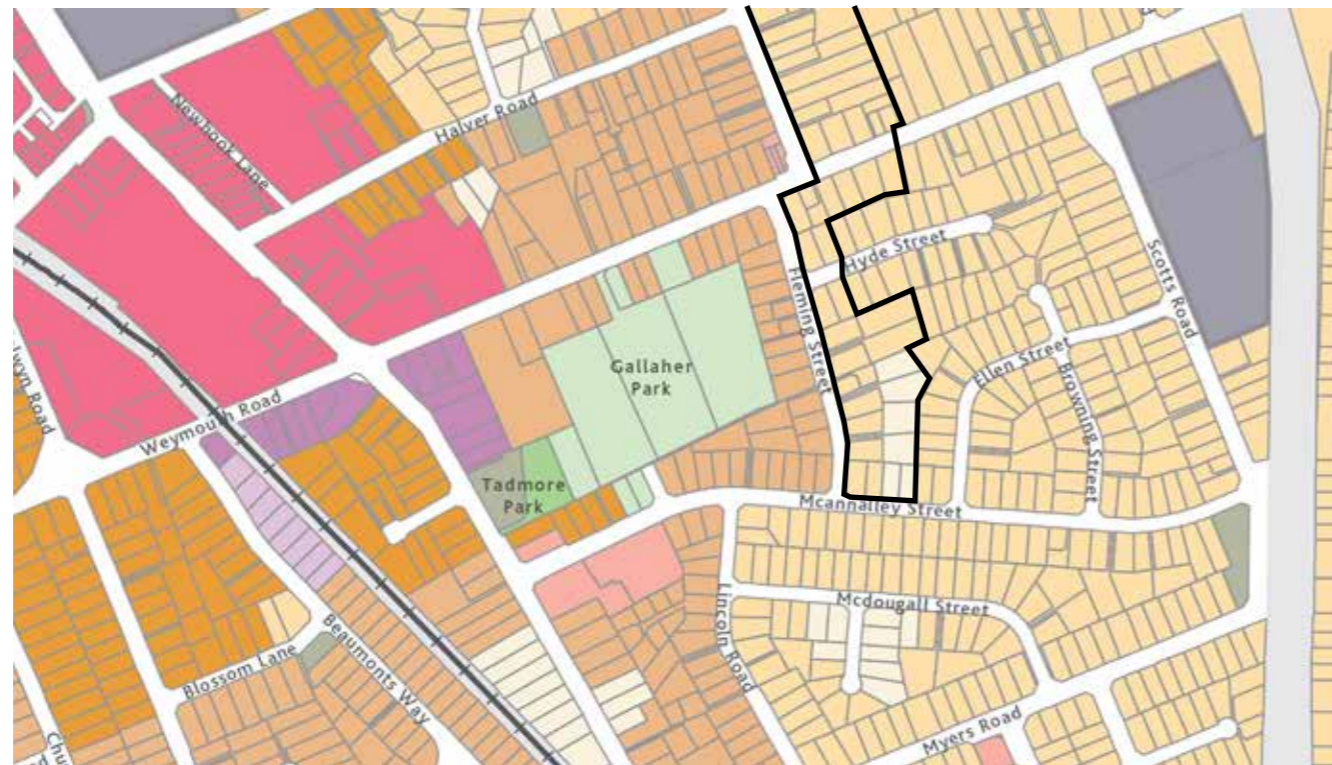 Newhook Lane
Halver Road
Hyde Street
Fleming Street
Scotts Road
Gallaher
Park
Ellen Street
Browning Street
Weymouth Road
Tadmore
Park
Mcannalley Street
Lincoln Road
Mcdougall Street
Beaumonts Way
Blossom Lane
Myers Road